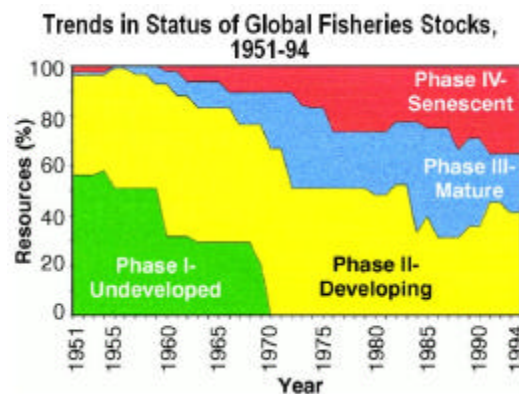 Trends in Status of Global Fisheries Stocks,
1951-94
Resources (%)
100
80
60
40
20
0
Phase IV-
Senescent
Phase III-
Mature
Phase I-
Undeveloped
Phase II-
Developing
1951
1955
1960
1965
1970
1975
1980
1985
1990
1994
Year